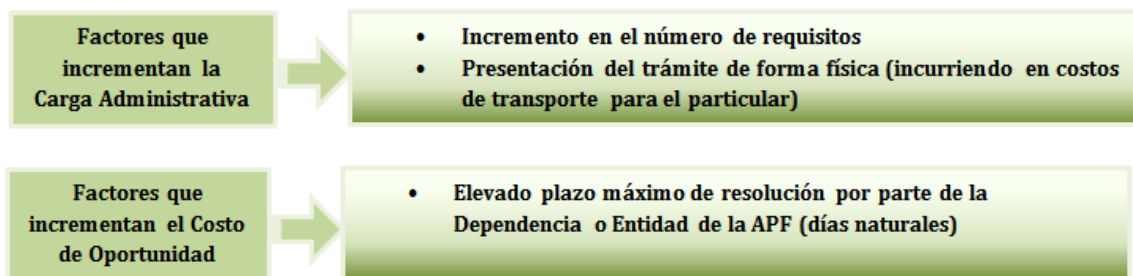 Factores que
incrementan la
Carga Administrativa
• Incremento en el número de requisitos
• Presentación del trámite de forma física (incurriendo en costos
de transporte para el particular)
Factores que
incrementan el Costo
de Oportunidad
• Elevado plazo máximo de resolución por parte de la
Dependencia o Entidad de la APF (días naturales)